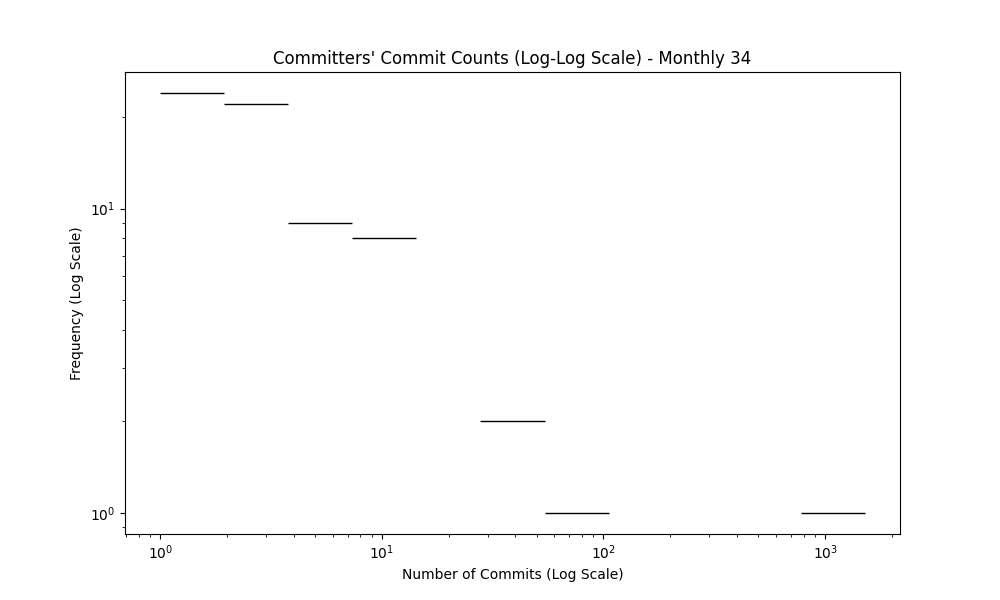 Committers' Commit Counts (Log-Log Scale) - Monthly 34
Frequency (Log Scale)
10¹
10⁰
10⁰ 10¹ 10² 10³
Number of Commits (Log Scale)